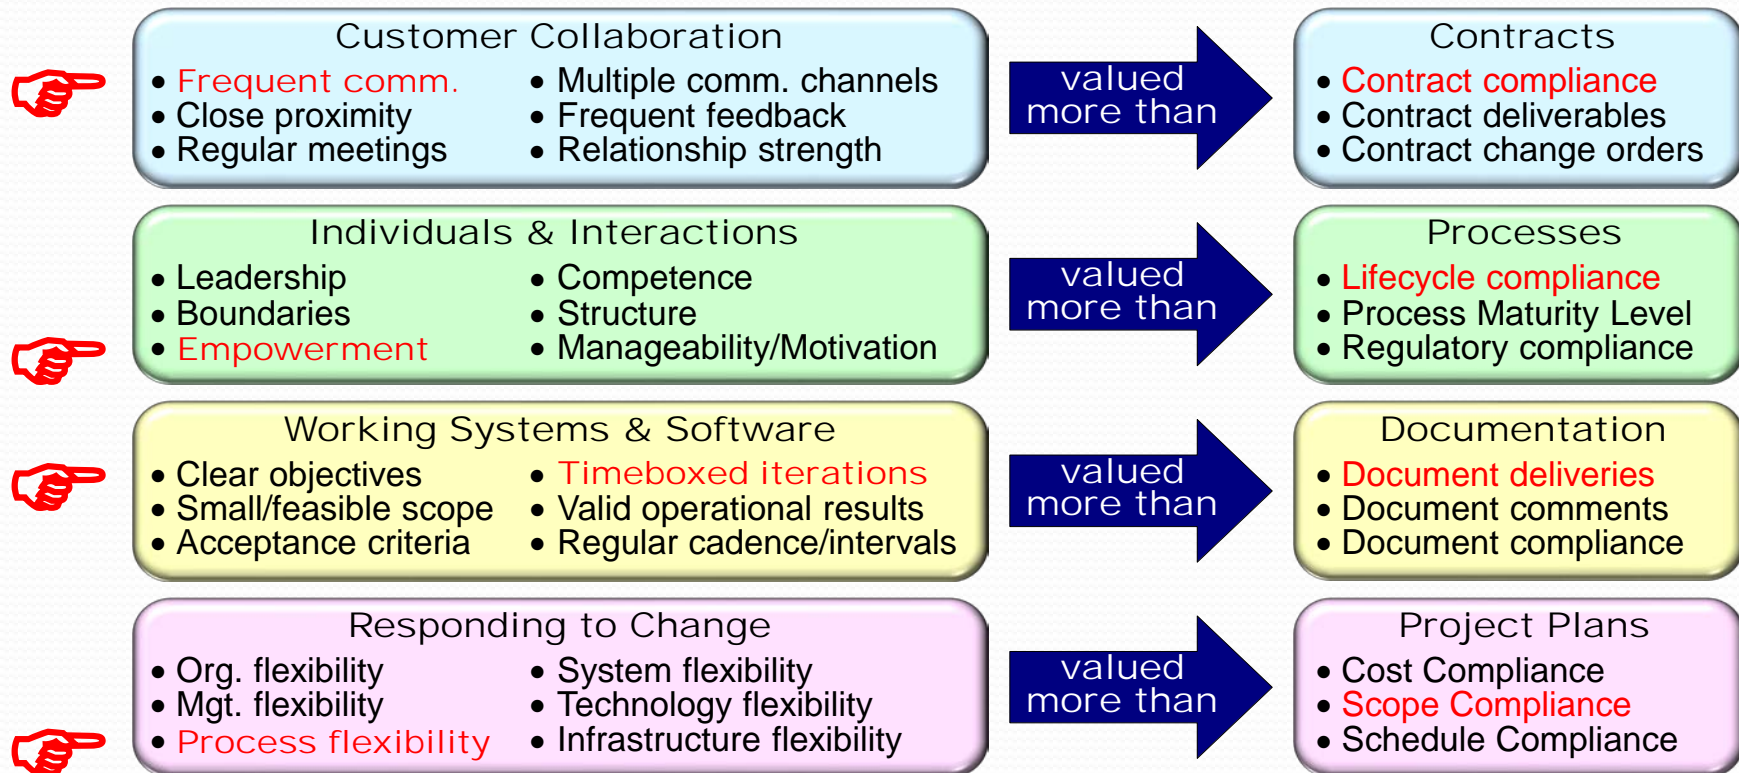 Customer Collaboration
• Frequent comm.
• Close proximity
• Regular meetings
• Multiple comm. channels
• Frequent feedback
• Relationship strength
valued
more than
Contracts
• Contract compliance
• Contract deliverables
• Contract change orders
Individuals & Interactions
• Leadership
• Boundaries
• Empowerment
• Competence
• Structure
• Manageability/Motivation
valued
more than
Processes
• Lifecycle compliance
• Process Maturity Level
• Regulatory compliance
Working Systems & Software
• Clear objectives
• Small/feasible scope
• Acceptance criteria
• Timeboxed iterations
• Valid operational results
• Regular cadence/intervals
valued
more than
Documentation
• Document deliveries
• Document comments
• Document compliance
Responding to Change
• Org. flexibility
• Mgt. flexibility
• Process flexibility
• System flexibility
• Technology flexibility
• Infrastructure flexibility
valued
more than
Project Plans
• Cost Compliance
• Scope Compliance
• Schedule Compliance